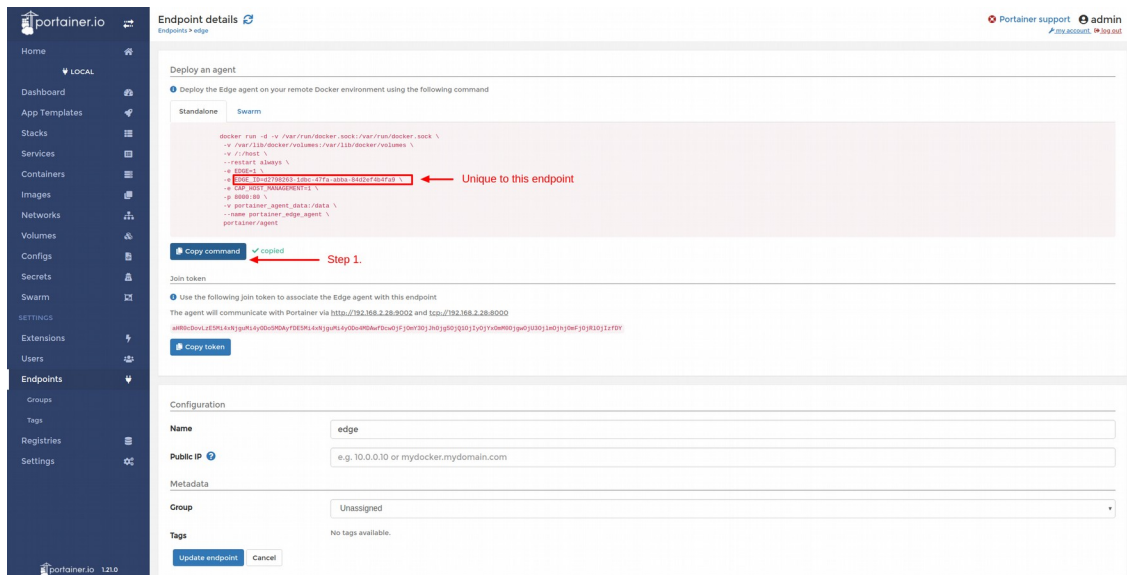 portainer.io
Endpoint details
Endpoints > edge
Portainer support
admin
my account
log out
Home
LOCAL
Dashboard
App Templates
Stacks
Services
Containers
Images
Networks
Volumes
Configs
Secrets
Swarm
SETTINGS
Extensions
Users
Endpoints
Groups
Tags
Registries
Settings
portainer.io 1.21.0
Deploy an agent
Deploy the Edge agent on your remote Docker environment using the following command
Standalone
Swarm
docker run -d -v /var/run/docker.sock:/var/run/docker.sock \
-v /var/lib/docker/volumes:/var/lib/docker/volumes \
-v /:/host \
--restart always \
-e EDGE=1 \
-e EDGE_ID=d2798263-1dbc-47fa-abba-84d2ef4b4fa9 \
Unique to this endpoint
-e CAP_HOST_MANAGEMENT=1 \
-p 8000:80 \
-v portainer_agent_data:/data \
--name portainer_edge_agent \
portainer/agent
Copy command
copied
Step 1.
Join token
Use the following join token to associate the Edge agent with this endpoint
The agent will communicate with Portainer via http://192.168.2.28:9002 and tcp://192.168.2.28:8000
Copy token
Configuration
Name
edge
Public IP
e.g. 10.0.0.10 or mydocker.mydomain.com
Metadata
Group
Unassigned
Tags
No tags available.
Update endpoint
Cancel